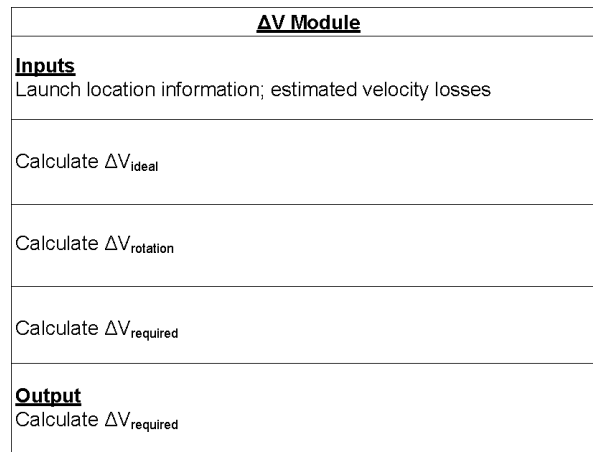 ΔV Module
Inputs
Launch location information; estimated velocity losses
Calculate ΔVideal
Calculate ΔVrotation
Calculate ΔVrequired
Output
Calculate ΔVrequired